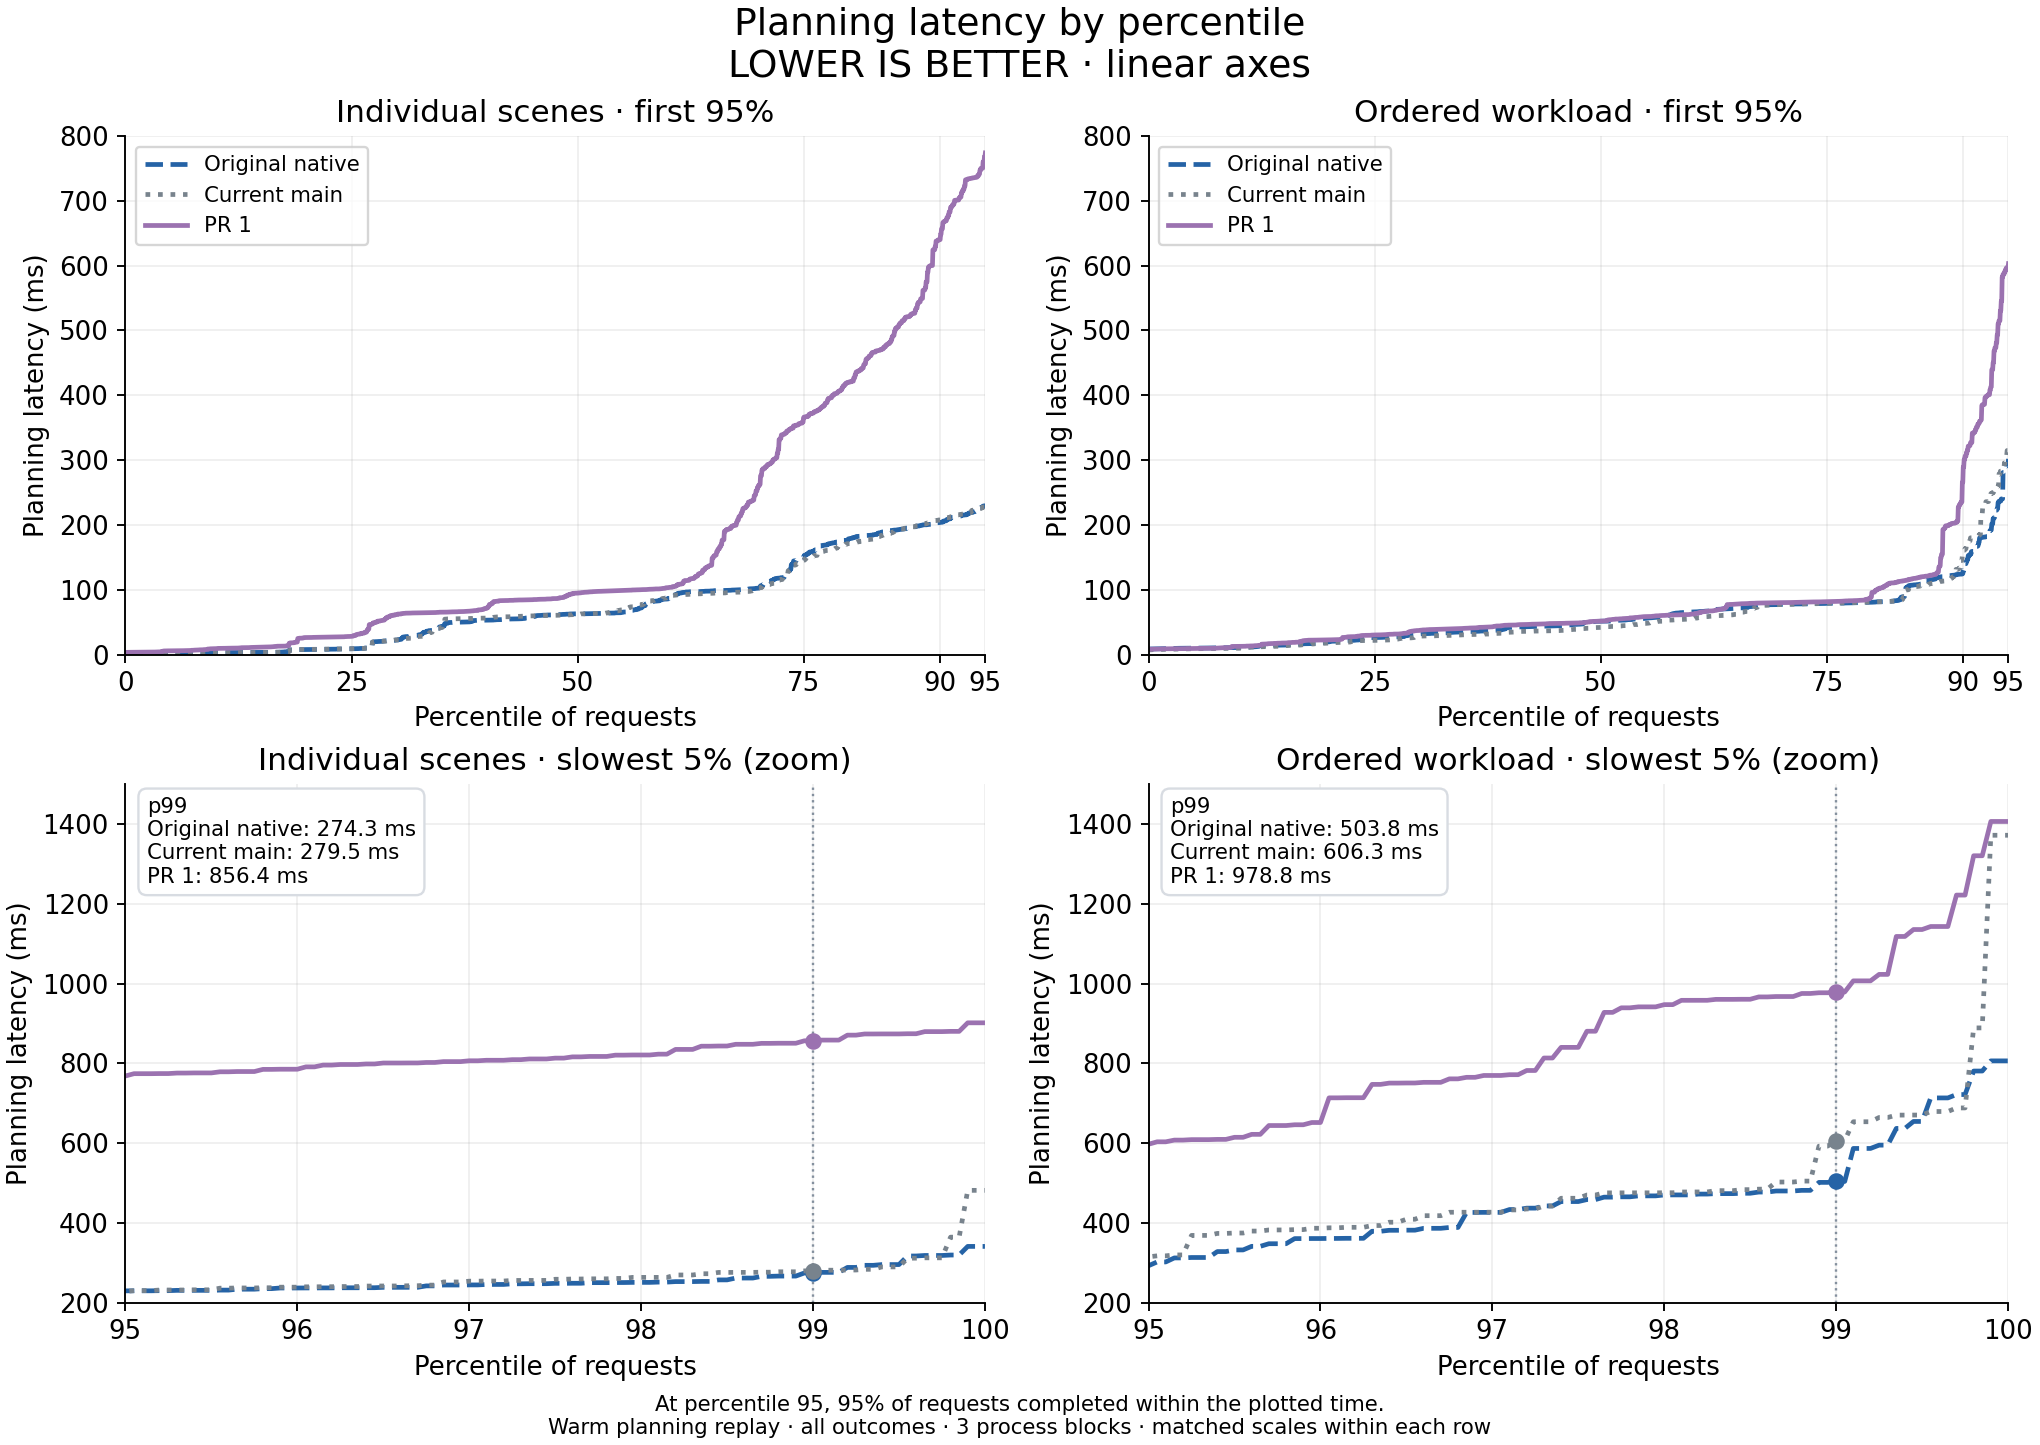 Planning latency by percentile
LOWER IS BETTER · linear axes
Individual scenes · first 95%
Planning latency (ms)
800
700
600
500
400
300
200
100
0
Original native
Current main
PR 1
0 25 50 75 90 95
Percentile of requests
Ordered workload · first 95%
Planning latency (ms)
800
700
600
500
400
300
200
100
0
Original native
Current main
PR 1
0 25 50 75 90 95
Percentile of requests
Individual scenes · slowest 5% (zoom)
Planning latency (ms)
1400
1200
1000
800
600
400
200
p99
Original native: 274.3 ms
Current main: 279.5 ms
PR 1: 856.4 ms
95 96 97 98 99 100
Percentile of requests
Ordered workload · slowest 5% (zoom)
Planning latency (ms)
1400
1200
1000
800
600
400
200
p99
Original native: 503.8 ms
Current main: 606.3 ms
PR 1: 978.8 ms
95 96 97 98 99 100
Percentile of requests
At percentile 95, 95% of requests completed within the plotted time.
Warm planning replay · all outcomes · 3 process blocks · matched scales within each row